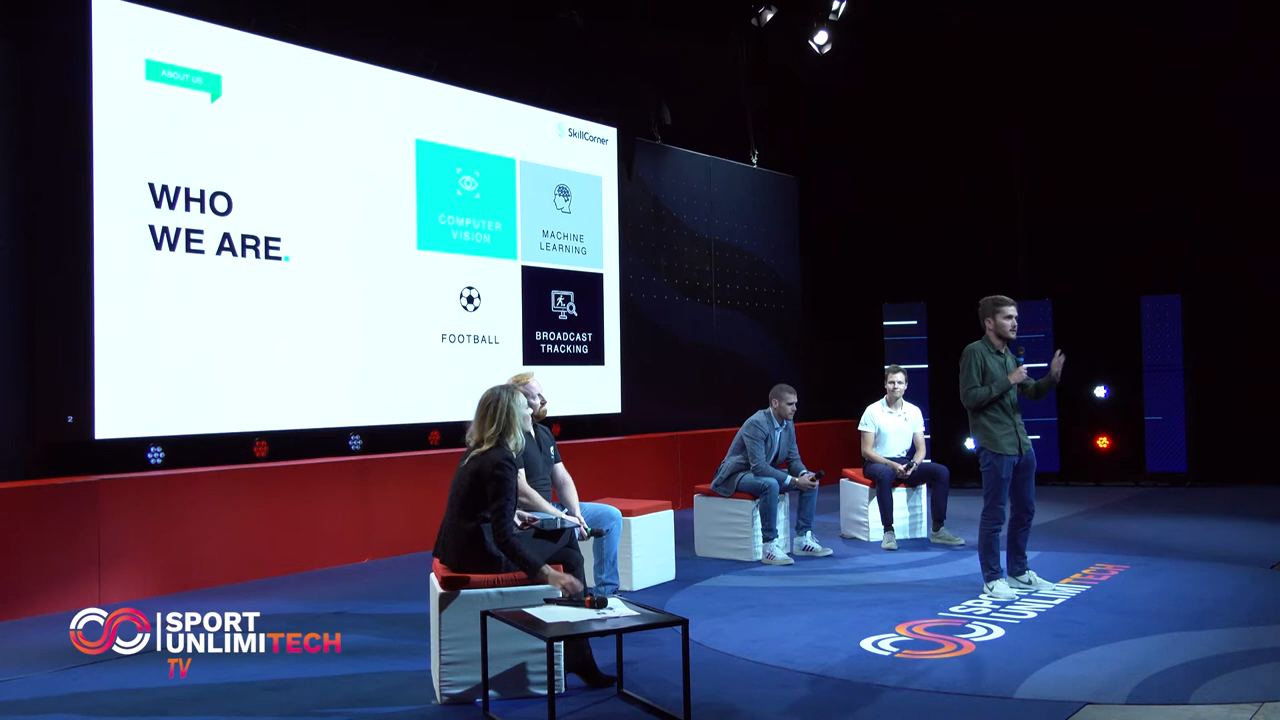 ABOUT US
SkillCorner
WHO
WE ARE.
COMPUTER
VISION
MACHINE
LEARNING
FOOTBALL
BROADCAST
TRACKING
2
SPORT
UNLIMITECH
TV
SPORT
UNLIMITECH